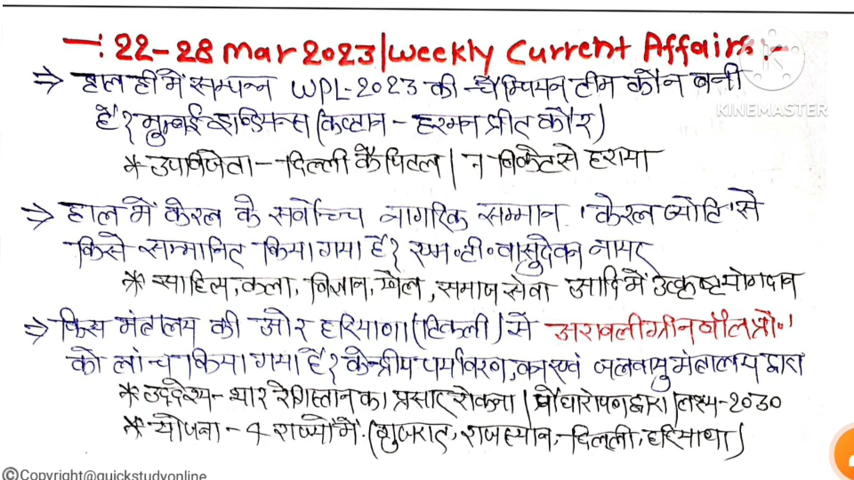 —: 22-28 Mar 2023/Weekly Current Affairs :-
⇒ हाल ही में सम्पन्न WPL-2023 की चैम्पियन टीम कौन बनी
है? मुम्बई इण्डियन्स (कप्तान - हरमन प्रीत कौर)
* उपविजेता - दिल्ली कैपिटल / 7 विकेट से हराया
⇒ हाल में केरल के सर्वोच्च नागरिक सम्मान 'केरल ज्योति' से
किसे सम्मानित किया गया है? एम॰ टी॰ वासुदेवन नायर
* साहित्य, कला, विज्ञान, खेल, समाज सेवा आदि में उत्कृष्ट योगदान
⇒ किस मंत्रालय की ओर हरियाणा (टिकली) से अरावली ग्रीन वॉल प्रो॰
को लांच किया गया है? केन्द्रीय पर्यावरण, वन एवं जलवायु मंत्रालय द्वारा
* उद्देश्य - थार रेगिस्तान का प्रसार रोकना / पौधारोपण द्वारा / लक्ष्य-2030
* योजना - 4 राज्यों में (गुजरात, राजस्थान, दिल्ली, हरियाणा)
KINEMASTER
©Copyright@quickstudyonline